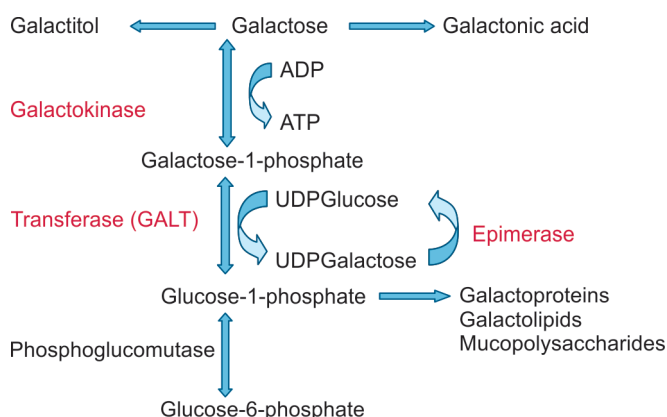 Galactitol Galactose Galactonic acid
ADP
Galactokinase
ATP
Galactose-1-phosphate
UDPGlucose
Transferase (GALT)
Epimerase
UDPGalactose
Glucose-1-phosphate Galactoproteins
Galactolipids
Phosphoglucomutase Mucopolysaccharides
Glucose-6-phosphate